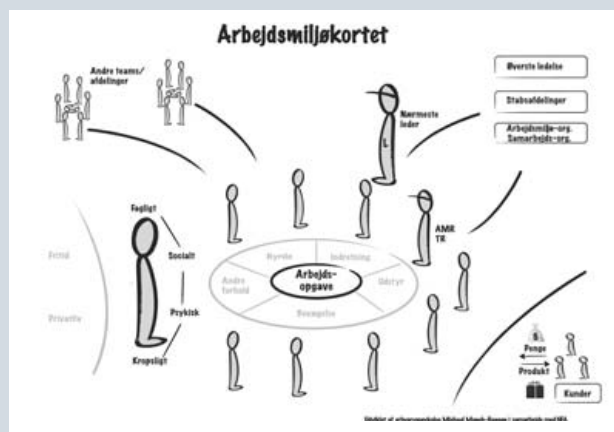 Arbejdsmiljøkortet
Andre teams/
afdelinger
Nærmeste
leder
L
Øverste ledelse
Stabsafdelinger
Arbejdsmiljø-org.
Samarbejds-org.
Fagligt
Socialt
Psykisk
Kropsligt
Fritid
Privatliv
Byrde
Indretning
Andre
forhold
Arbejds-
opgave
Udstyr
Bevægelse
AMR
TR
$
Penge
Produkt
Kunder